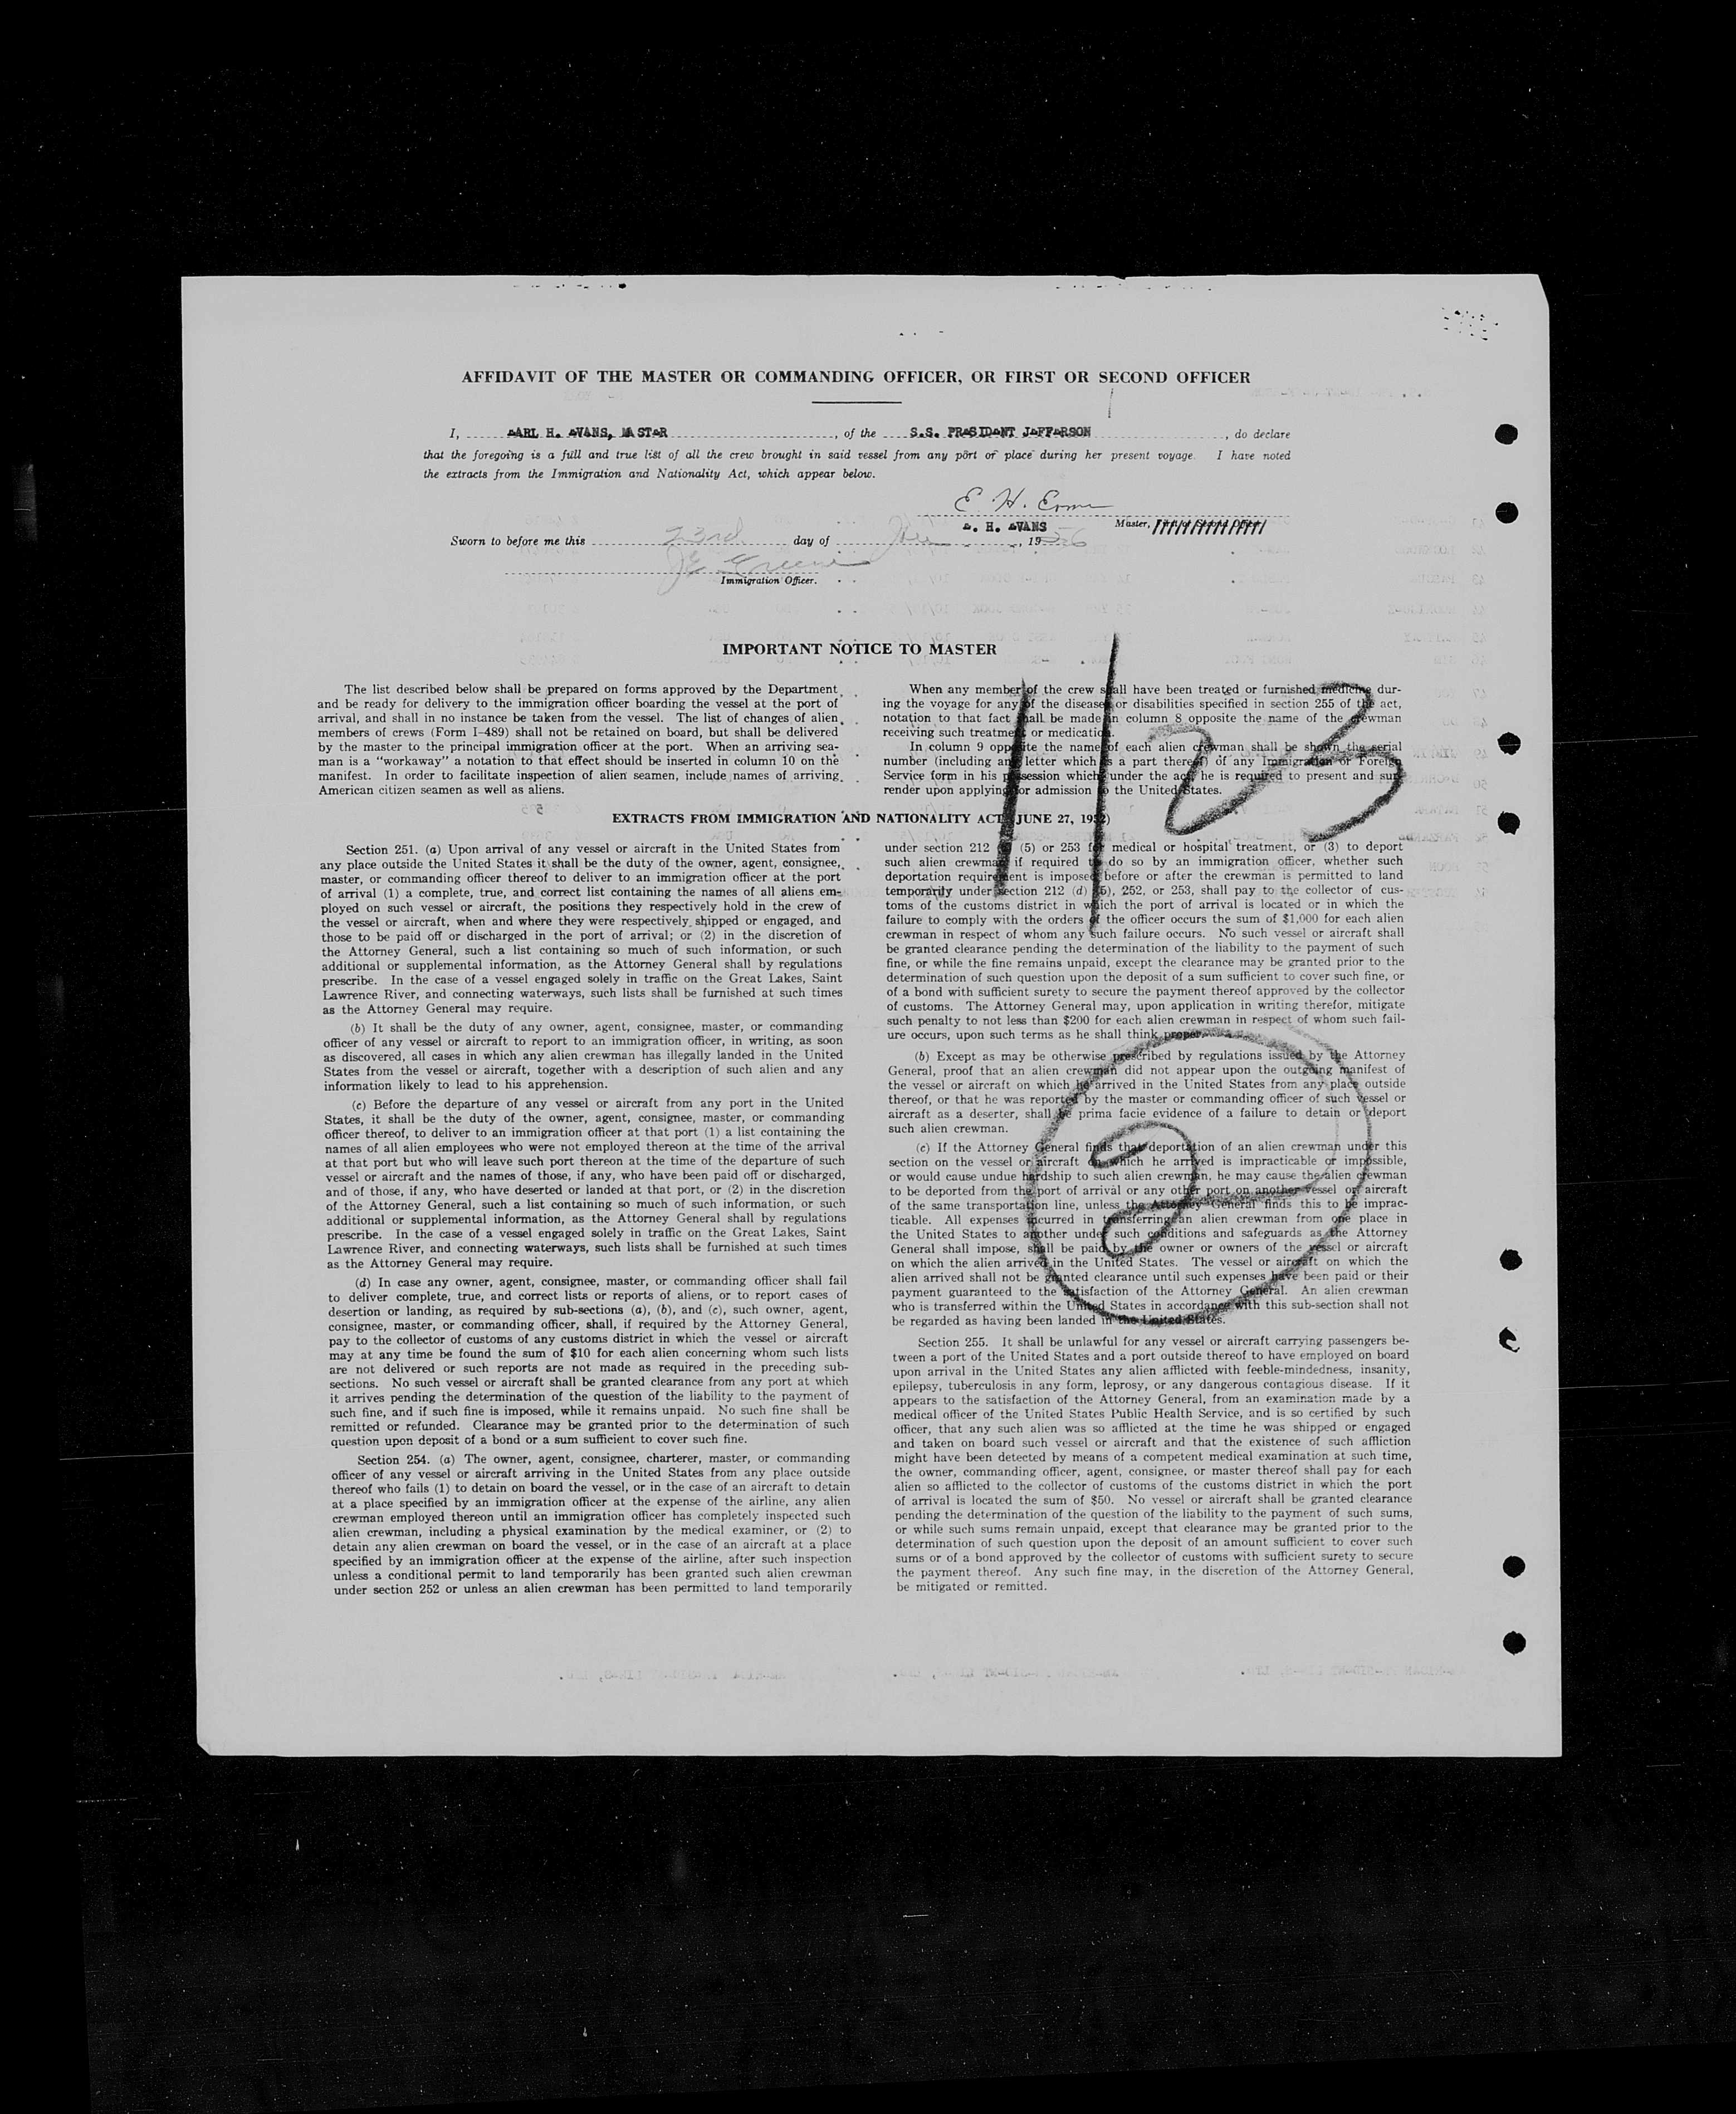 AFFIDAVIT OF THE MASTER OR COMMANDING OFFICER, OR FIRST OR SECOND OFFICER
I, EARL H. EVANS, MASTER, of the S.S. PRESIDENT JEFFERSON, do declare
that the foregoing is a full and true list of all the crew brought in said vessel from any port or place during her present voyage. I have noted
the extracts from the Immigration and Nationality Act, which appear below.
E. H. Evans
E. H. EVANS Master, First or Second Officer
Sworn to before me this 23rd day of , 1956
J E Greene
Immigration Officer.
IMPORTANT NOTICE TO MASTER
The list described below shall be prepared on forms approved by the Department
and be ready for delivery to the immigration officer boarding the vessel at the port of
arrival, and shall in no instance be taken from the vessel. The list of changes of alien
members of crews (Form I-489) shall not be retained on board, but shall be delivered
by the master to the principal immigration officer at the port. When an arriving sea-
man is a "workaway" a notation to that effect should be inserted in column 10 on the
manifest. In order to facilitate inspection of alien seamen, include names of arriving
American citizen seamen as well as aliens.
When any member of the crew shall have been treated or furnished medicine dur-
ing the voyage for any of the diseases or disabilities specified in section 255 of the act,
notation to that fact shall be made in column 8 opposite the name of the crewman
receiving such treatment or medication.
In column 9 opposite the name of each alien crewman shall be shown the serial
number (including any letter which is a part thereof) of any Immigration or Foreign
Service form in his possession which under the act he is required to present and sur-
render upon applying for admission to the United States.
1/23
EXTRACTS FROM IMMIGRATION AND NATIONALITY ACT (JUNE 27, 1952)
Section 251. (a) Upon arrival of any vessel or aircraft in the United States from
any place outside the United States it shall be the duty of the owner, agent, consignee,
master, or commanding officer thereof to deliver to an immigration officer at the port
of arrival (1) a complete, true, and correct list containing the names of all aliens em-
ployed on such vessel or aircraft, the positions they respectively hold in the crew of
the vessel or aircraft, when and where they were respectively shipped or engaged, and
those to be paid off or discharged in the port of arrival; or (2) in the discretion of
the Attorney General, such a list containing so much of such information, or such
additional or supplemental information, as the Attorney General shall by regulations
prescribe. In the case of a vessel engaged solely in traffic on the Great Lakes, Saint
Lawrence River, and connecting waterways, such lists shall be furnished at such times
as the Attorney General may require.
(b) It shall be the duty of any owner, agent, consignee, master, or commanding
officer of any vessel or aircraft to report to an immigration officer, in writing, as soon
as discovered, all cases in which any alien crewman has illegally landed in the United
States from the vessel or aircraft, together with a description of such alien and any
information likely to lead to his apprehension.
(c) Before the departure of any vessel or aircraft from any port in the United
States, it shall be the duty of the owner, agent, consignee, master, or commanding
officer thereof, to deliver to an immigration officer at that port (1) a list containing the
names of all alien employees who were not employed thereon at the time of the arrival
at that port but who will leave such port thereon at the time of the departure of such
vessel or aircraft and the names of those, if any, who have been paid off or discharged,
and of those, if any, who have deserted or landed at that port, or (2) in the discretion
of the Attorney General, such a list containing so much of such information, or such
additional or supplemental information, as the Attorney General shall by regulations
prescribe. In the case of a vessel engaged solely in traffic on the Great Lakes, Saint
Lawrence River, and connecting waterways, such lists shall be furnished at such times
as the Attorney General may require.
(d) In case any owner, agent, consignee, master, or commanding officer shall fail
to deliver complete, true, and correct lists or reports of aliens, or to report cases of
desertion or landing, as required by sub-sections (a), (b), and (c), such owner, agent,
consignee, master, or commanding officer, shall, if required by the Attorney General,
pay to the collector of customs of any customs district in which the vessel or aircraft
may at any time be found the sum of $10 for each alien concerning whom such lists
are not delivered or such reports are not made as required in the preceding sub-
sections. No such vessel or aircraft shall be granted clearance from any port at which
it arrives pending the determination of the question of the liability to the payment of
such fine, and if such fine is imposed, while it remains unpaid. No such fine shall be
remitted or refunded. Clearance may be granted prior to the determination of such
question upon deposit of a bond or a sum sufficient to cover such fine.
Section 254. (a) The owner, agent, consignee, charterer, master, or commanding
officer of any vessel or aircraft arriving in the United States from any place outside
thereof who fails (1) to detain on board the vessel, or in the case of an aircraft to detain
at a place specified by an immigration officer at the expense of the airline, any alien
crewman employed thereon until an immigration officer has completely inspected such
alien crewman, including a physical examination by the medical examiner, or (2) to
detain any alien crewman on board the vessel, or in the case of an aircraft at a place
specified by an immigration officer at the expense of the airline, after such inspection
unless a conditional permit to land temporarily has been granted such alien crewman
under section 252 or unless an alien crewman has been permitted to land temporarily
under section 212 (d) (5) or 253 for medical or hospital treatment, or (3) to deport
such alien crewman if required to do so by an immigration officer, whether such
deportation requirement is imposed before or after the crewman is permitted to land
temporarily under section 212 (d) (5), 252, or 253, shall pay to the collector of cus-
toms of the customs district in which the port of arrival is located or in which the
failure to comply with the orders of the officer occurs the sum of $1,000 for each alien
crewman in respect of whom any such failure occurs. No such vessel or aircraft shall
be granted clearance pending the determination of the liability to the payment of such
fine, or while the fine remains unpaid, except the clearance may be granted prior to the
determination of such question upon the deposit of a sum sufficient to cover such fine, or
of a bond with sufficient surety to secure the payment thereof approved by the collector
of customs. The Attorney General may, upon application in writing therefor, mitigate
such penalty to not less than $200 for each alien crewman in respect of whom such fail-
ure occurs, upon such terms as he shall think proper.
(b) Except as may be otherwise prescribed by regulations issued by the Attorney
General, proof that an alien crewman did not appear upon the outgoing manifest of
the vessel or aircraft on which he arrived in the United States from any place outside
thereof, or that he was reported by the master or commanding officer of such vessel or
aircraft as a deserter, shall be prima facie evidence of a failure to detain or deport
such alien crewman.
(c) If the Attorney General finds that deportation of an alien crewman under this
section on the vessel or aircraft on which he arrived is impracticable or impossible,
or would cause undue hardship to such alien crewman, he may cause the alien crewman
to be deported from the port of arrival or any other port on another vessel or aircraft
of the same transportation line, unless the Attorney General finds this to be imprac-
ticable. All expenses incurred in transferring an alien crewman from one place in
the United States to another under such conditions and safeguards as the Attorney
General shall impose, shall be paid by the owner or owners of the vessel or aircraft
on which the alien arrived in the United States. The vessel or aircraft on which the
alien arrived shall not be granted clearance until such expenses have been paid or their
payment guaranteed to the satisfaction of the Attorney General. An alien crewman
who is transferred within the United States in accordance with this sub-section shall not
be regarded as having been landed in the United States.
2
Section 255. It shall be unlawful for any vessel or aircraft carrying passengers be-
tween a port of the United States and a port outside thereof to have employed on board
upon arrival in the United States any alien afflicted with feeble-mindedness, insanity,
epilepsy, tuberculosis in any form, leprosy, or any dangerous contagious disease. If it
appears to the satisfaction of the Attorney General, from an examination made by a
medical officer of the United States Public Health Service, and is so certified by such
officer, that any such alien was so afflicted at the time he was shipped or engaged
and taken on board such vessel or aircraft and that the existence of such affliction
might have been detected by means of a competent medical examination at such time,
the owner, commanding officer, agent, consignee, or master thereof shall pay for each
alien so afflicted to the collector of customs of the customs district in which the port
of arrival is located the sum of $50. No vessel or aircraft shall be granted clearance
pending the determination of the question of the liability to the payment of such sums,
or while such sums remain unpaid, except that clearance may be granted prior to the
determination of such question upon the deposit of an amount sufficient to cover such
sums or of a bond approved by the collector of customs with sufficient surety to secure
the payment thereof. Any such fine may, in the discretion of the Attorney General,
be mitigated or remitted.